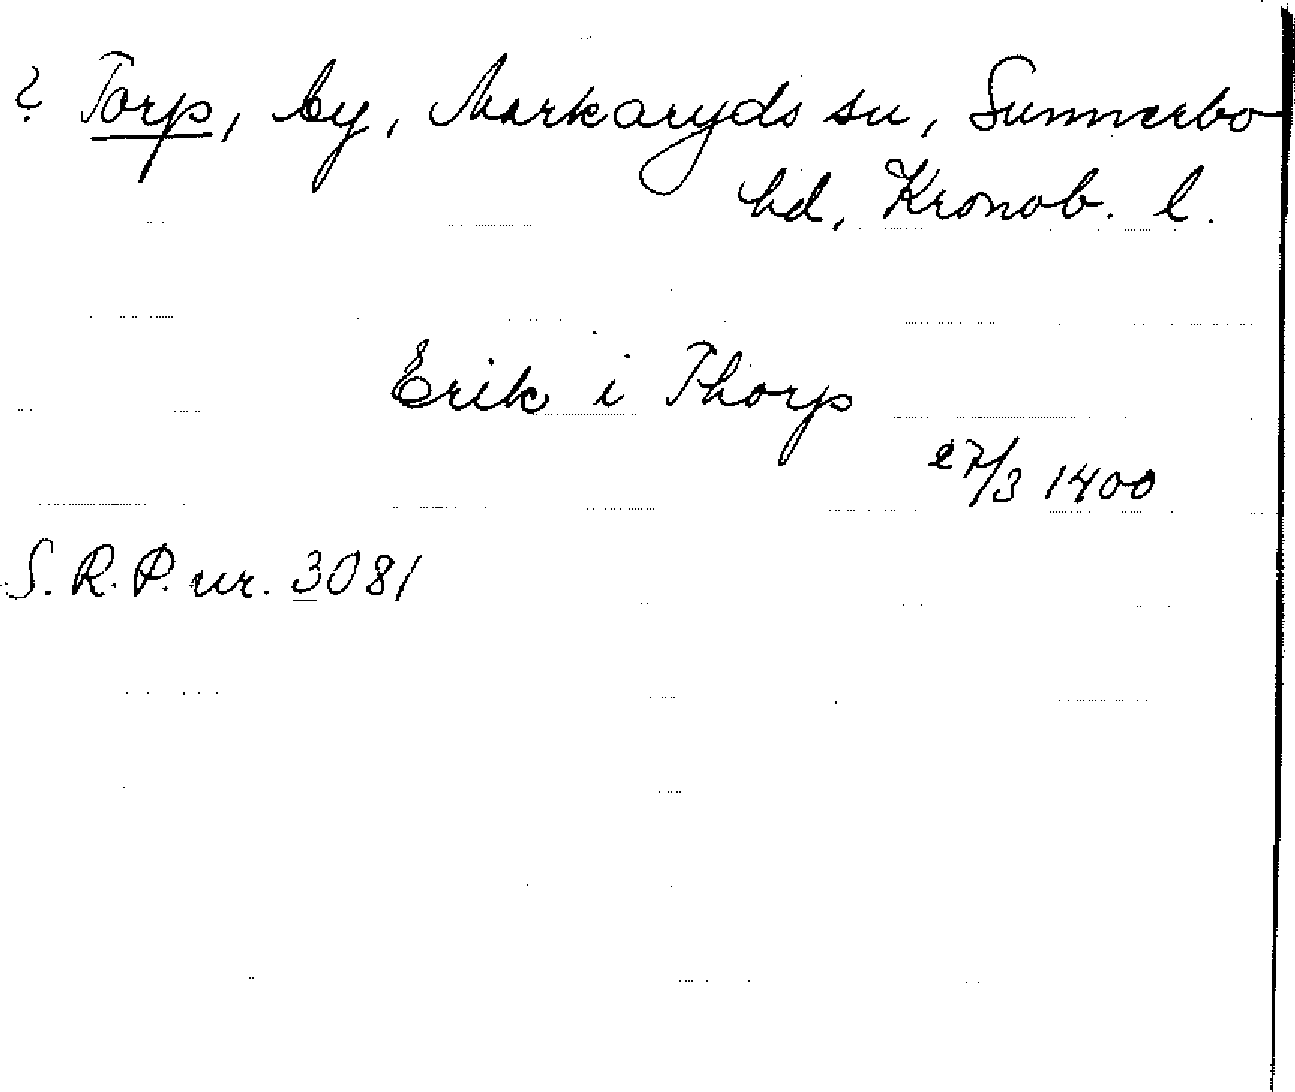 ? Torp, by, Markaryds sn, Sunnerbo
hd, Kronob. l.
Erik i Thorp
27/3 1400
S.R.P. nr. 3081